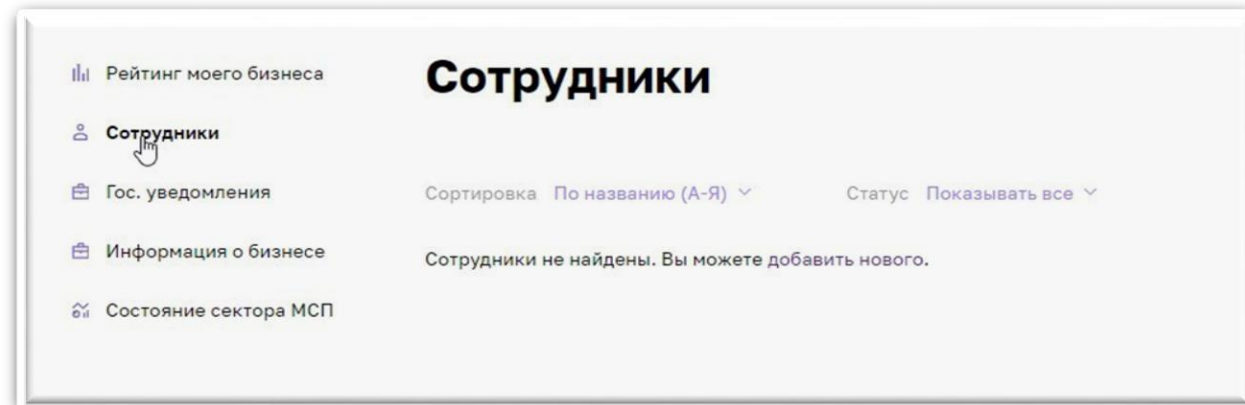 Рейтинг моего бизнеса
Сотрудники
Гос. уведомления
Информация о бизнесе
Состояние сектора МСП
Сотрудники
Сортировка По названию (А-Я) Статус Показывать все
Сотрудники не найдены. Вы можете добавить нового.